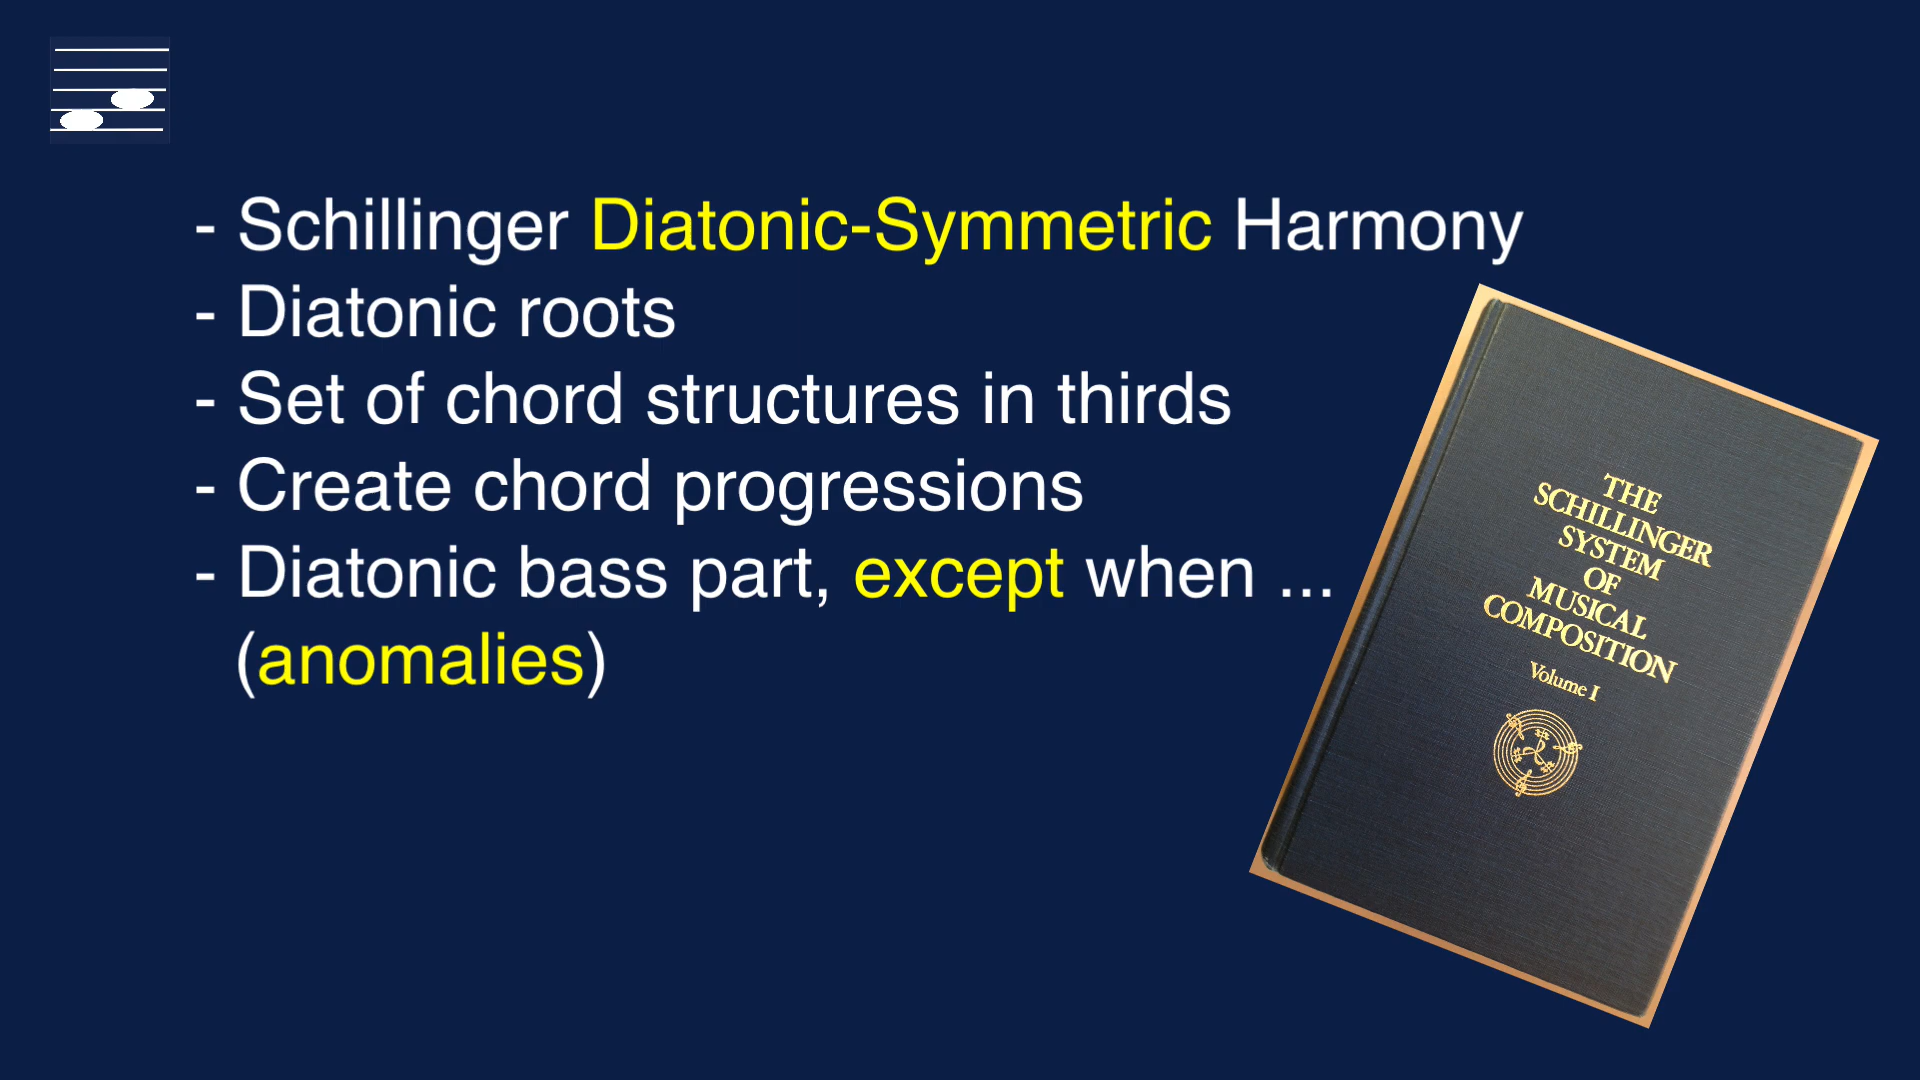 - Schillinger Diatonic-Symmetric Harmony
- Diatonic roots
- Set of chord structures in thirds
- Create chord progressions
- Diatonic bass part, except when ...
(anomalies)
THE
SCHILLINGER
SYSTEM
OF
MUSICAL
COMPOSITION
Volume I